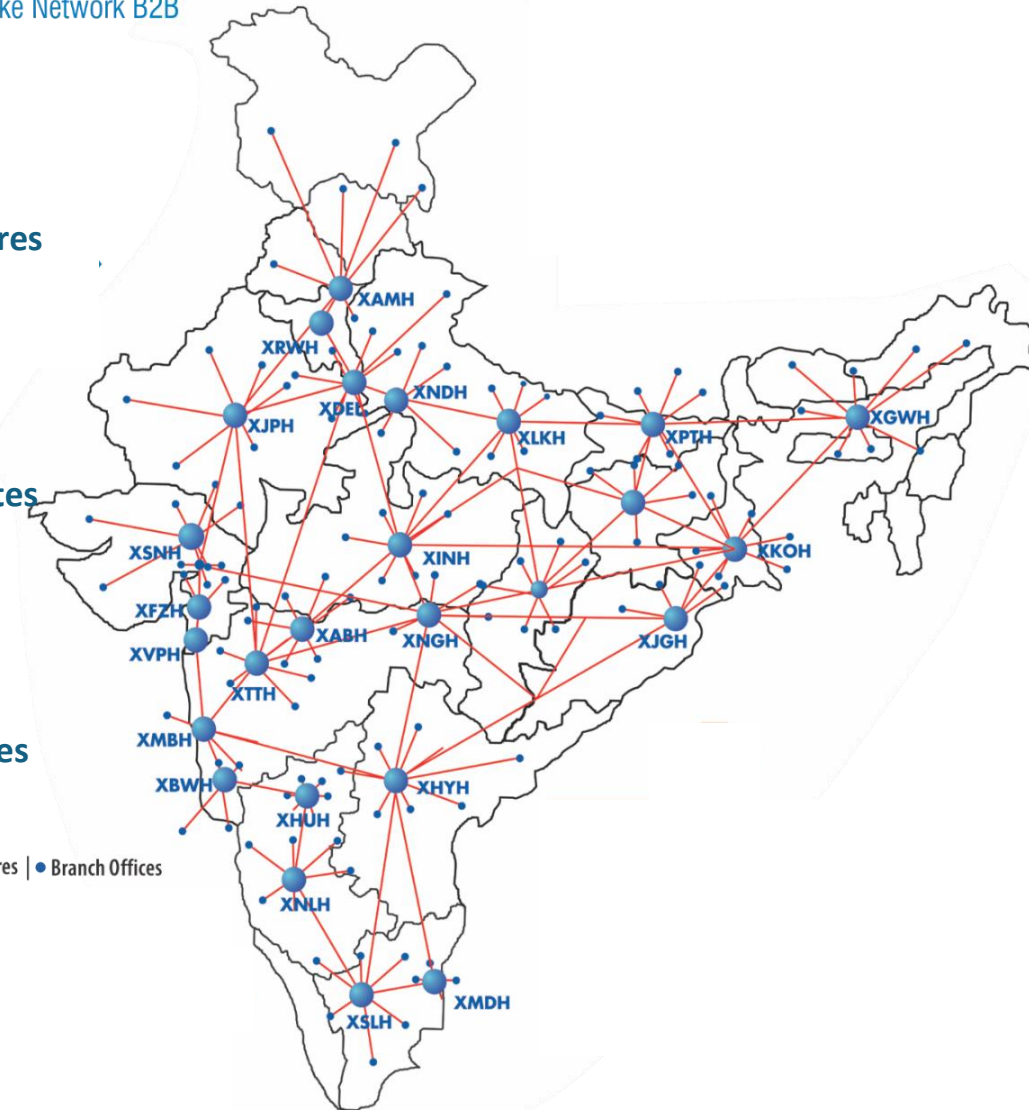 ke Network B2B
res
XAMH
XRWH
XNDH
XDEL
XJPH
XLKH
XPTH
XGWH
tes
XSNH
XINH
XKOH
XFZH
XABH
XNGH
XJGH
XVPH
XTTH
XMBH
es
XBWH
XHYH
XHUH
res | ● Branch Offices
XNLH
XMDH
XSLH